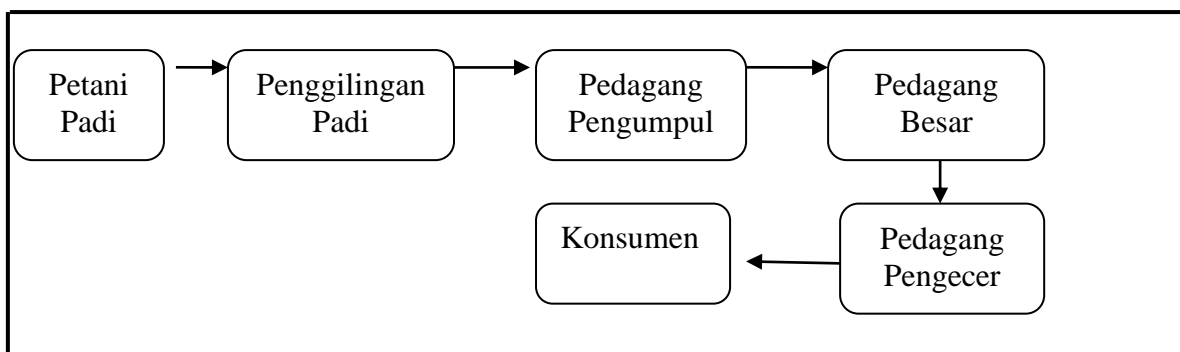 Petani
Padi
Penggilingan
Padi
Pedagang
Pengumpul
Pedagang
Besar
Pedagang
Pengecer
Konsumen